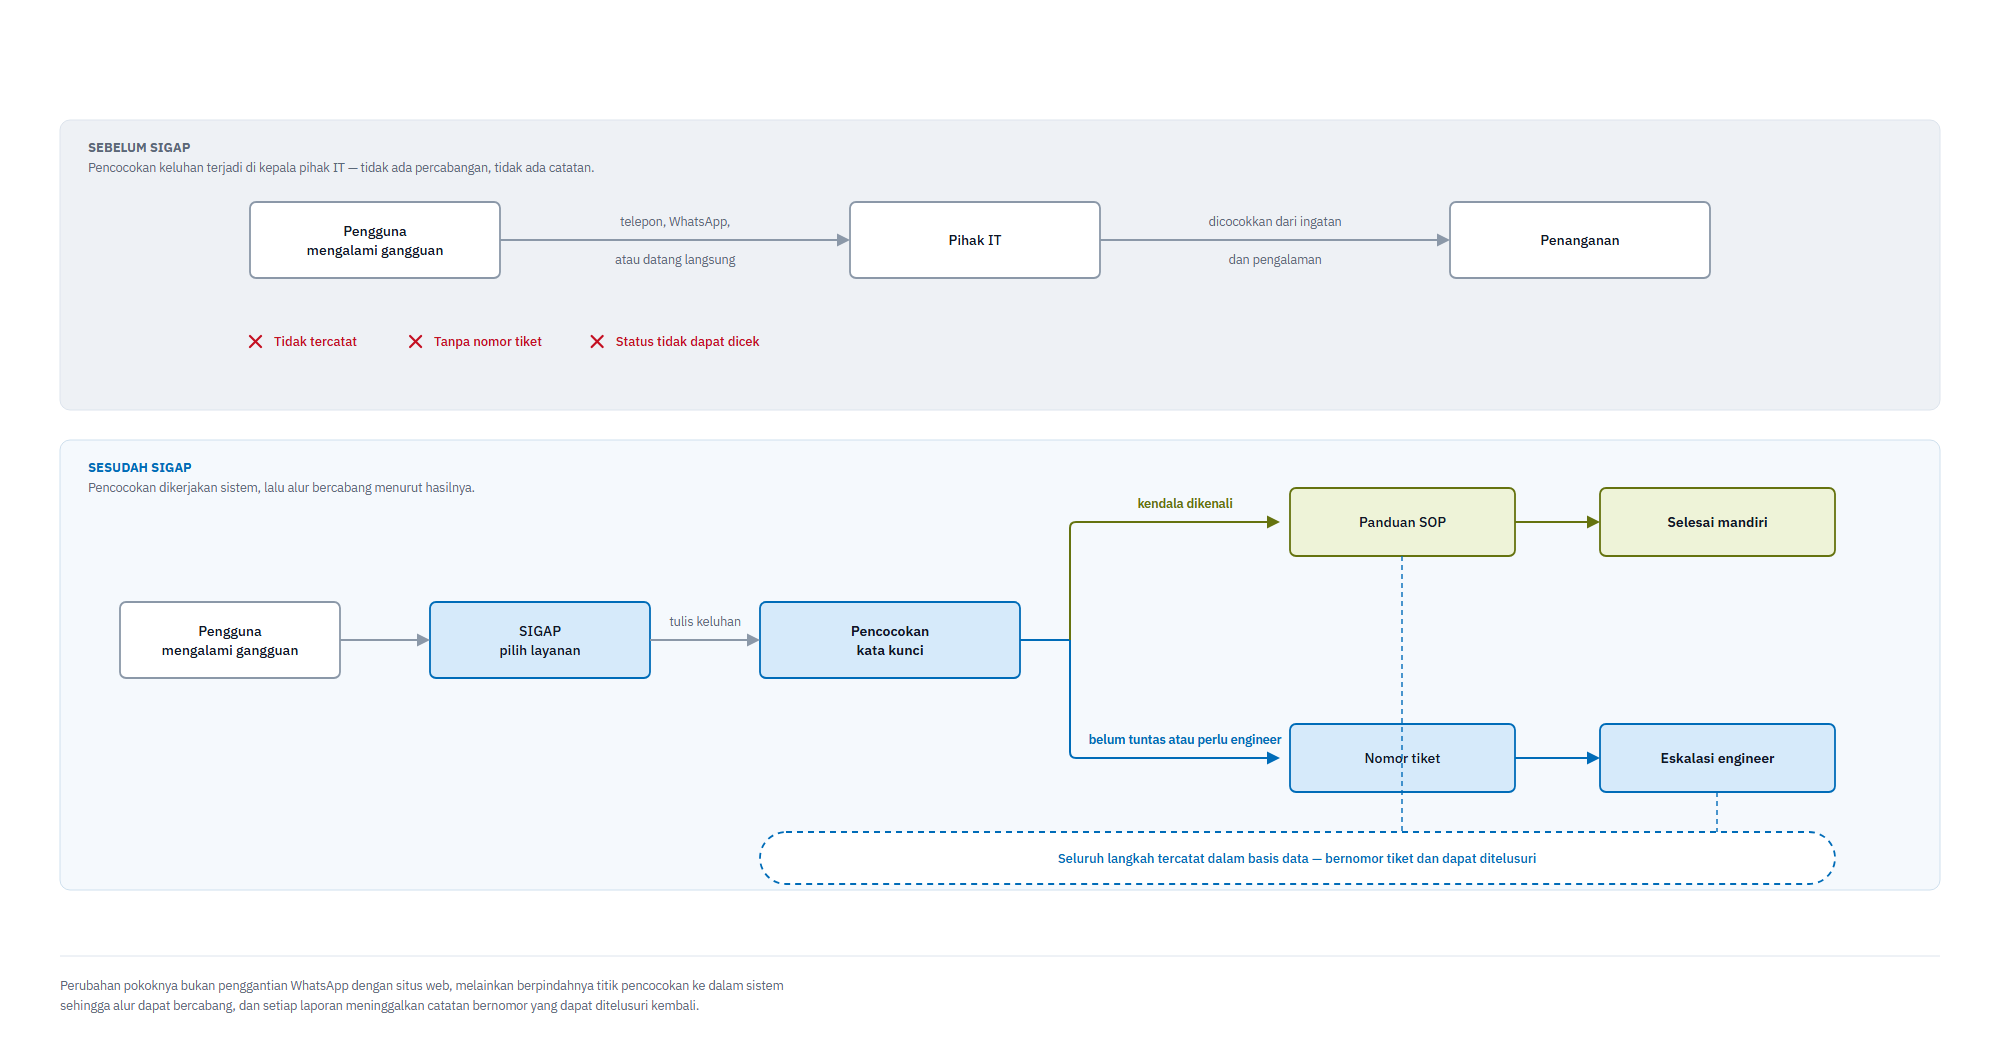 SEBELUM SIGAP
Pencocokan keluhan terjadi di kepala pihak IT — tidak ada percabangan, tidak ada catatan.
Pengguna
mengalami gangguan
telepon, WhatsApp,
atau datang langsung
Pihak IT
dicocokkan dari ingatan
dan pengalaman
Penanganan
Tidak tercatat
Tanpa nomor tiket
Status tidak dapat dicek
SESUDAH SIGAP
Pencocokan dikerjakan sistem, lalu alur bercabang menurut hasilnya.
Pengguna
mengalami gangguan
SIGAP
pilih layanan
tulis keluhan
Pencocokan
kata kunci
kendala dikenali
Panduan SOP
Selesai mandiri
belum tuntas atau perlu engineer
Nomor tiket
Eskalasi engineer
Seluruh langkah tercatat dalam basis data — bernomor tiket dan dapat ditelusuri
Perubahan pokoknya bukan penggantian WhatsApp dengan situs web, melainkan berpindahnya titik pencocokan ke dalam sistem
sehingga alur dapat bercabang, dan setiap laporan meninggalkan catatan bernomor yang dapat ditelusuri kembali.